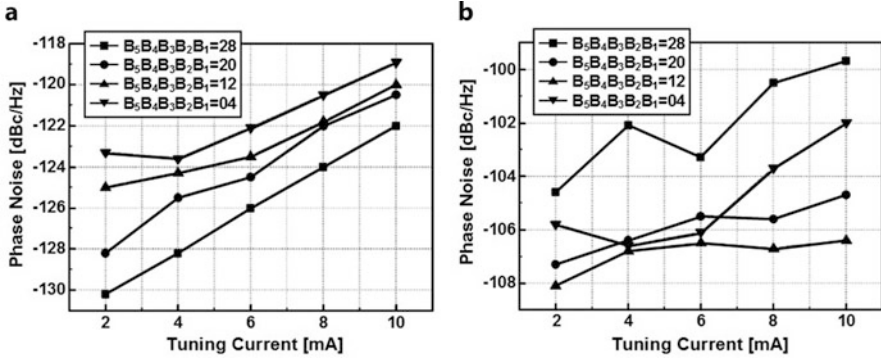 a
B5B4B3B2B1=28
B5B4B3B2B1=20
B5B4B3B2B1=12
B5B4B3B2B1=04
Phase Noise [dBc/Hz]
-118
-120
-122
-124
-126
-128
-130
2 4 6 8 10
Tuning Current [mA]
b
B5B4B3B2B1=28
B5B4B3B2B1=20
B5B4B3B2B1=12
B5B4B3B2B1=04
Phase Noise [dBc/Hz]
-100
-102
-104
-106
-108
2 4 6 8 10
Tuning Current [mA]